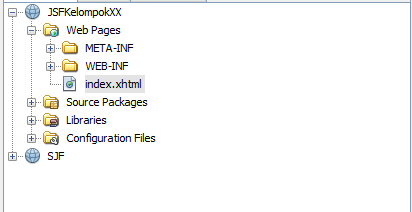 JSFKelompokXX
Web Pages
META-INF
WEB-INF
index.xhtml
Source Packages
Libraries
Configuration Files
SJF